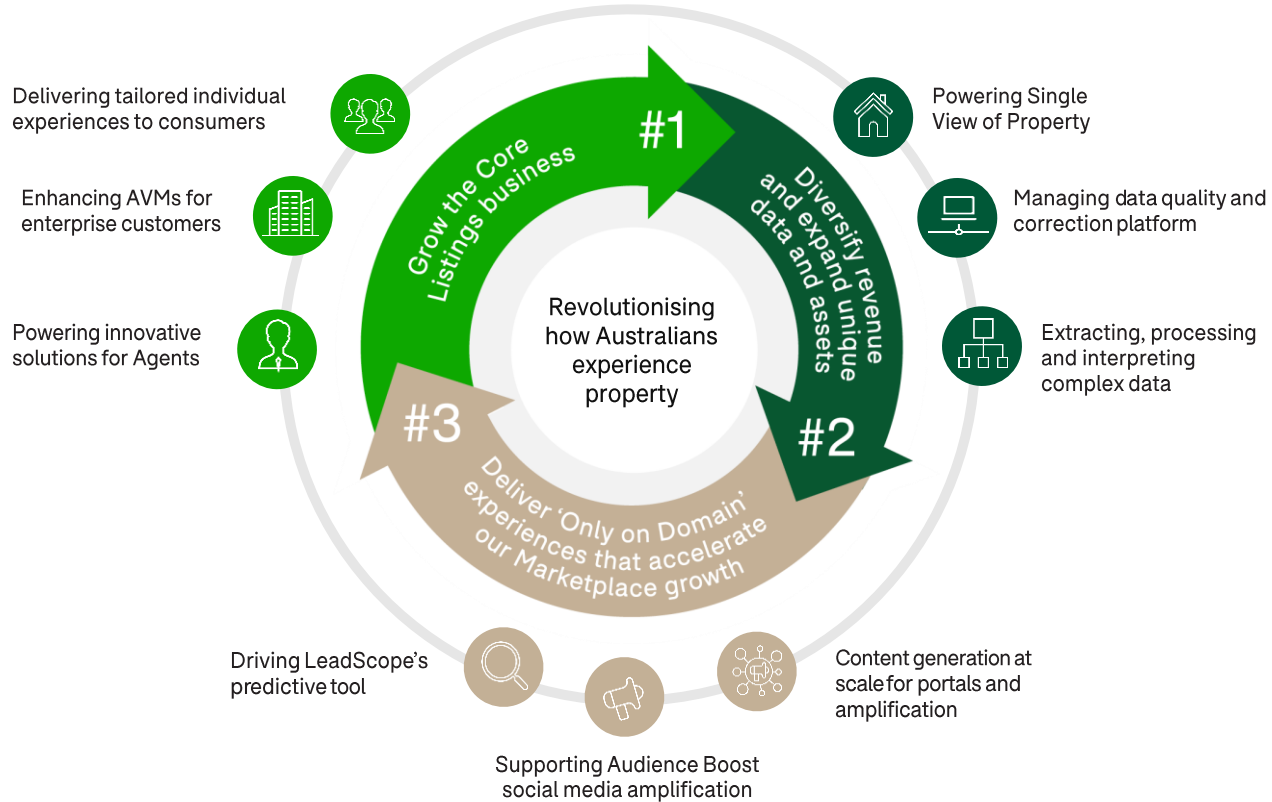 Delivering tailored individual
experiences to consumers
Enhancing AVMs for
enterprise customers
Powering innovative
solutions for Agents
#1
Grow the Core
Listings business
Powering Single
View of Property
Managing data quality and
correction platform
Extracting, processing
and interpreting
complex data
Diversify revenue
and expand unique
data and assets
#2
Revolutionising
how Australians
experience
property
#3
Deliver ‘Only on Domain’
experiences that accelerate
our Marketplace growth
Driving LeadScope’s
predictive tool
Supporting Audience Boost
social media amplification
Content generation at
scale for portals and
amplification